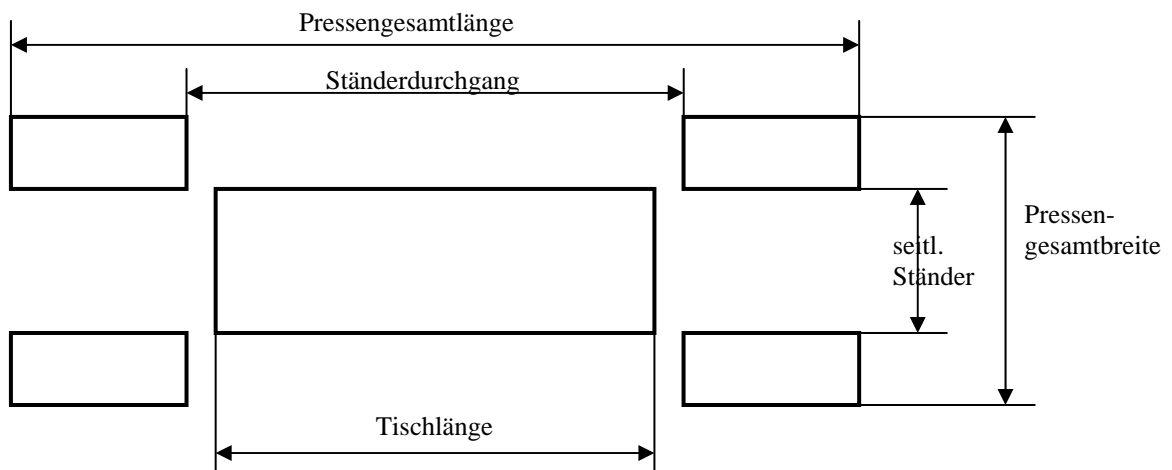 Pressengesamtlänge
Ständerdurchgang
Pressen-
gesamtbreite
seitl.
Ständer
Tischlänge